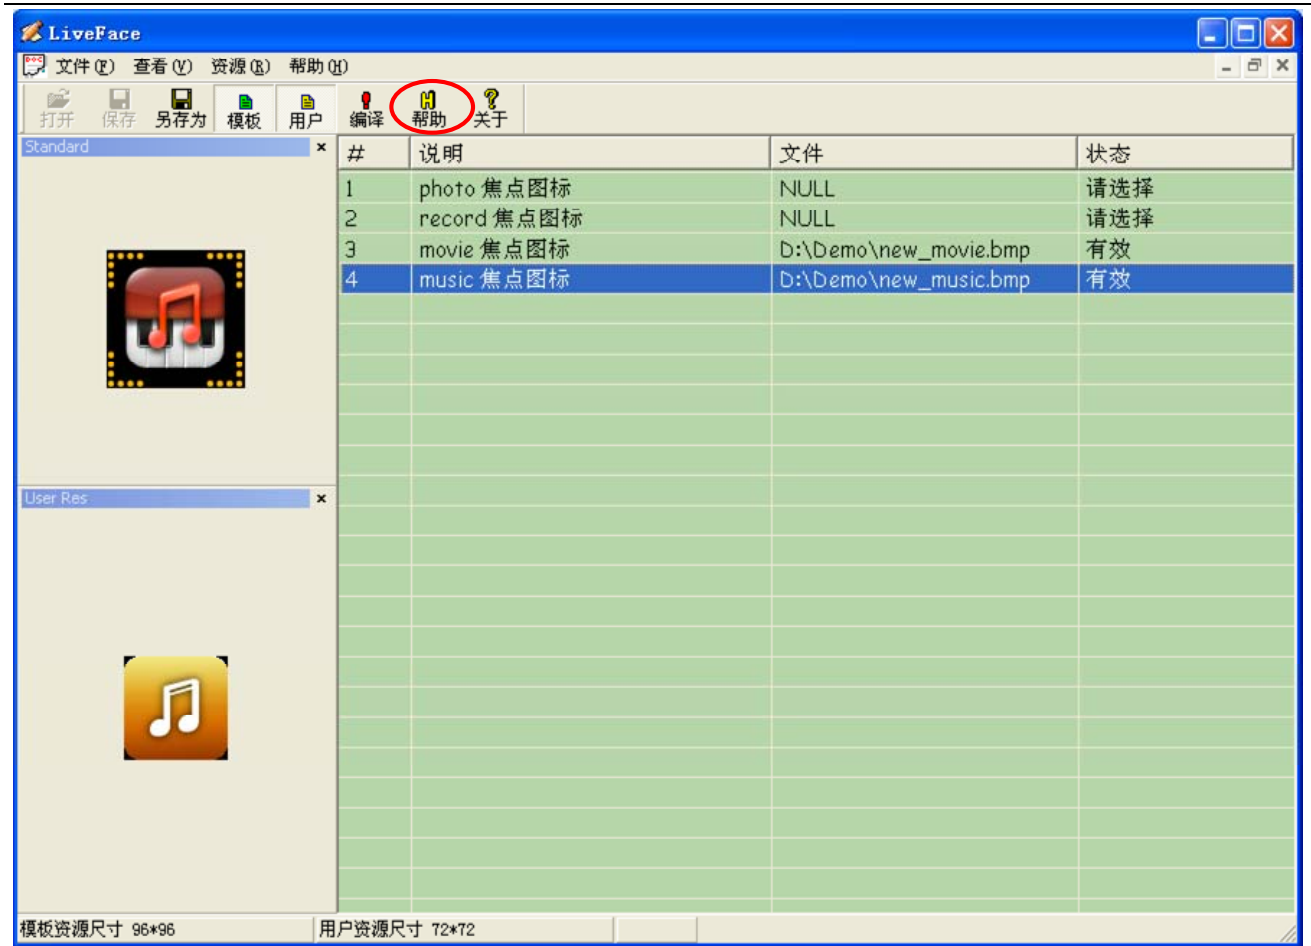 LiveFace
文件(F) 查看(V) 资源(R) 帮助(H)
打开 保存 另存为 模板 用户 编译 帮助 关于
Standard
# 说明 文件 状态
1 photo 焦点图标 NULL 请选择
2 record 焦点图标 NULL 请选择
3 movie 焦点图标 D:\Demo\new_movie.bmp 有效
4 music 焦点图标 D:\Demo\new_music.bmp 有效
User Res
模板资源尺寸 96*96 用户资源尺寸 72*72